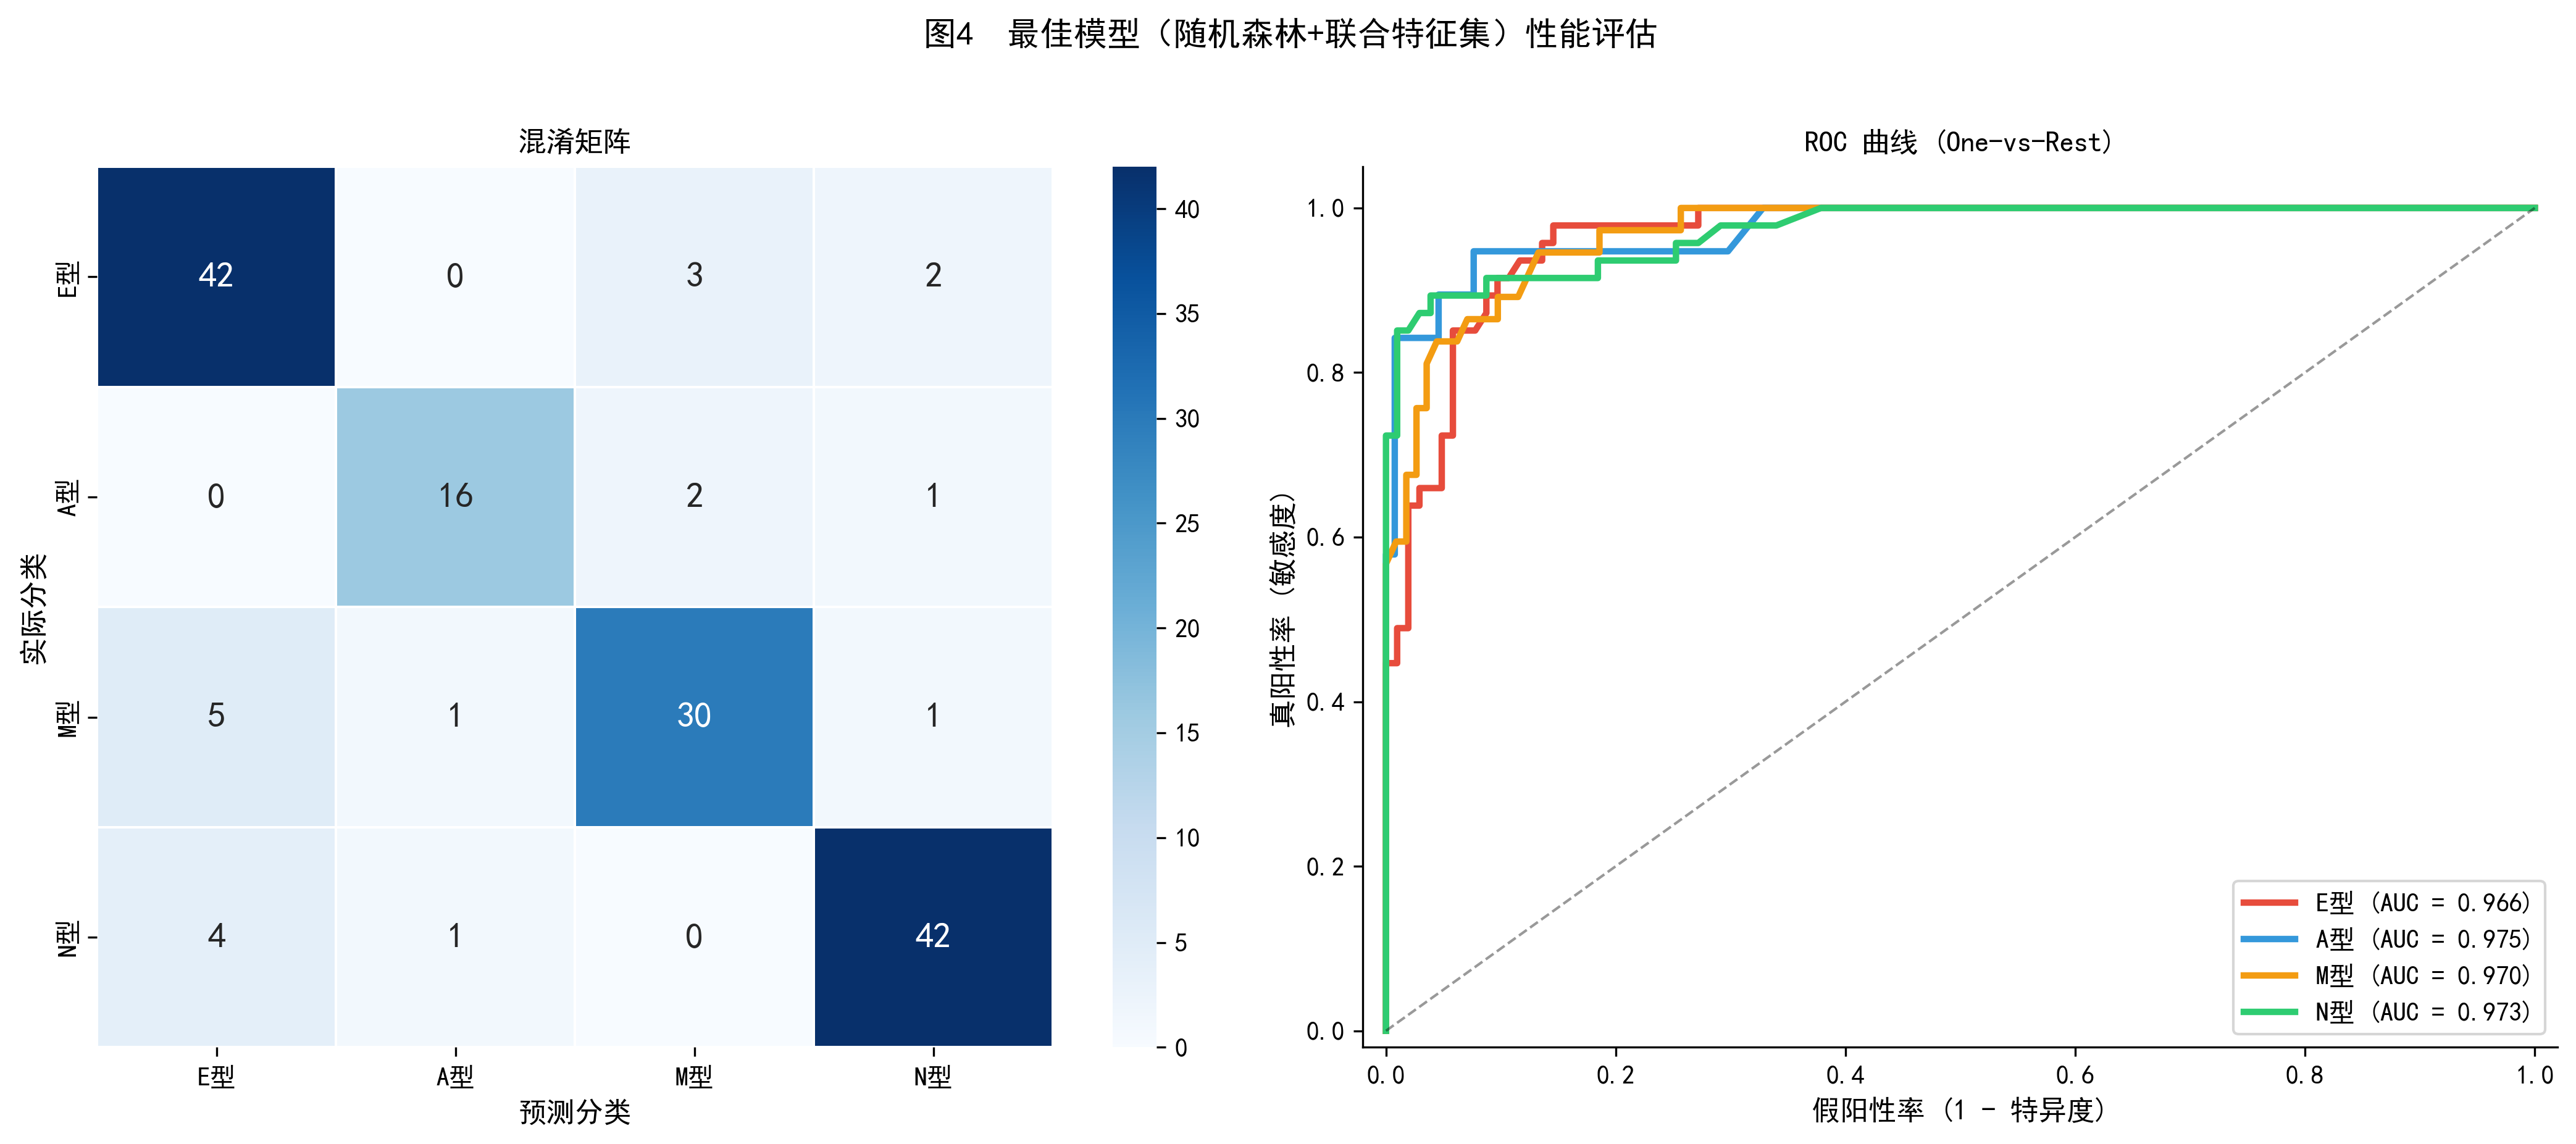 图4　最佳模型（随机森林+联合特征集）性能评估
混淆矩阵
实际分类
E型
A型
M型
N型
42 0 3 2
0 16 2 1
5 1 30 1
4 1 0 42
E型 A型 M型 N型
预测分类
40
35
30
25
20
15
10
5
0
ROC 曲线 (One-vs-Rest)
真阳性率 (敏感度)
1.0
0.8
0.6
0.4
0.2
0.0
E型 (AUC = 0.966)
A型 (AUC = 0.975)
M型 (AUC = 0.970)
N型 (AUC = 0.973)
0.0 0.2 0.4 0.6 0.8 1.0
假阳性率 (1 - 特异度)